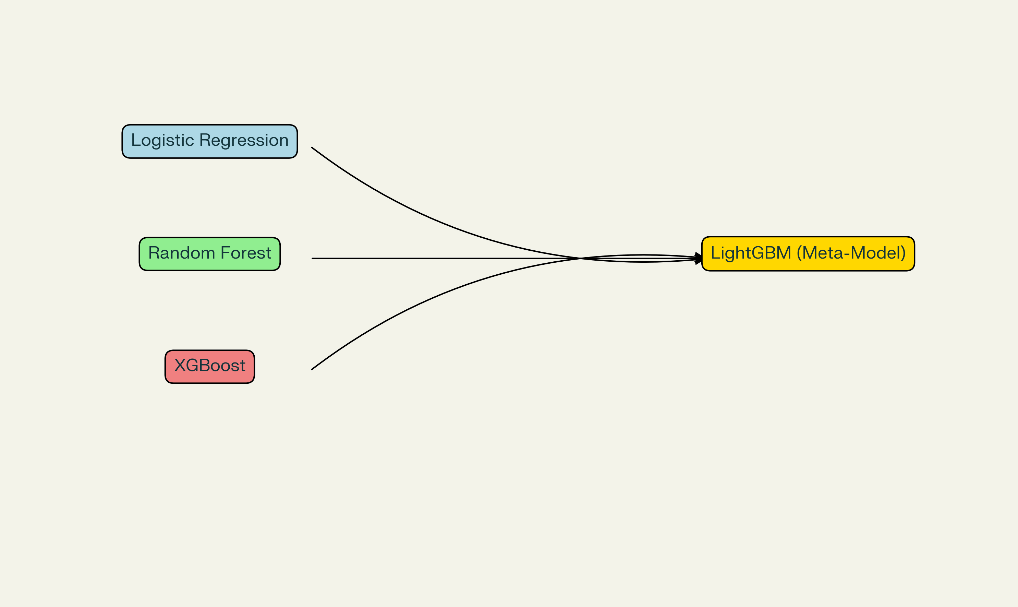 Logistic Regression
Random Forest
LightGBM (Meta-Model)
XGBoost